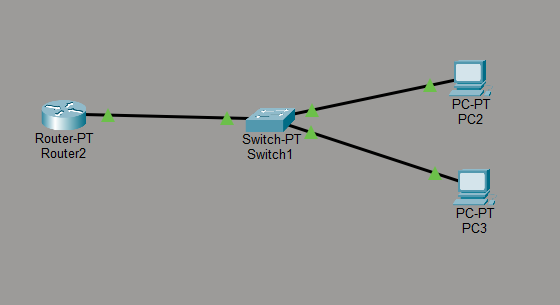 Router-PT
Router2
Switch-PT
Switch1
PC-PT
PC2
PC-PT
PC3